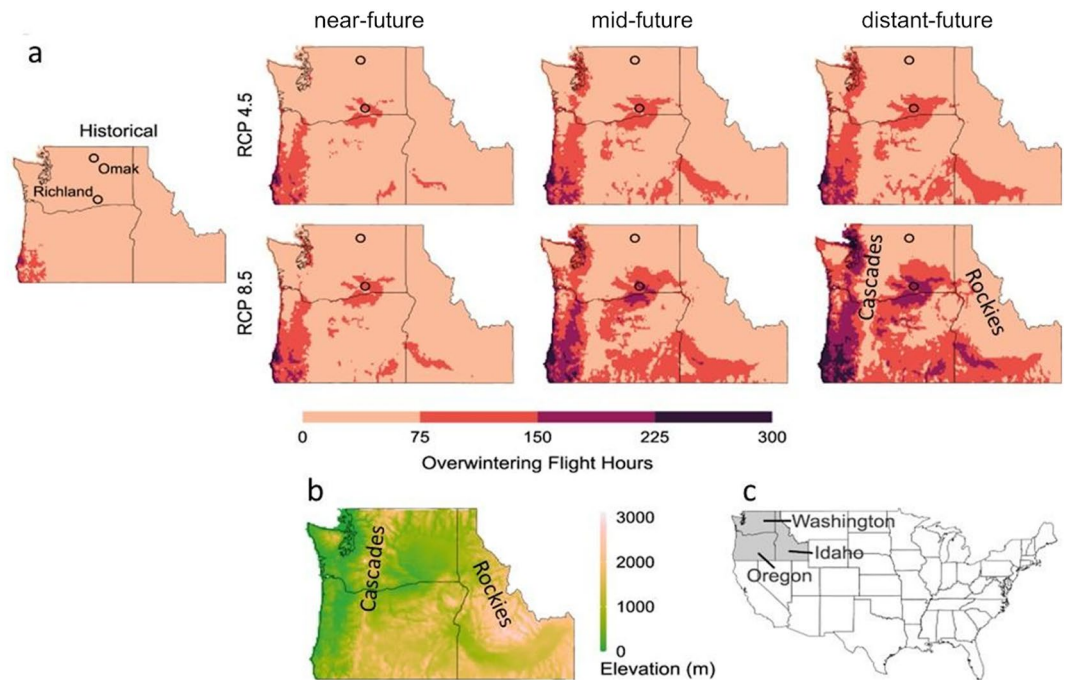 near-future
mid-future
distant-future
a
RCP 4.5
Historical
Omak
Richland
RCP 8.5
Cascades
Rockies
0
75
150
225
300
Overwintering Flight Hours
b
Cascades
Rockies
3000
2000
1000
0
Elevation (m)
c
Washington
Idaho
Oregon